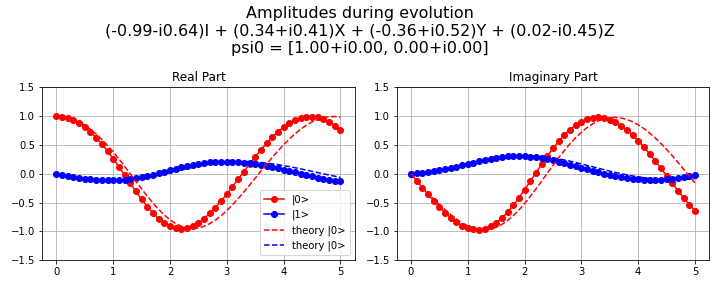 Amplitudes during evolution
(-0.99-i0.64)I + (0.34+i0.41)X + (-0.36+i0.52)Y + (0.02-i0.45)Z
psi0 = [1.00+i0.00, 0.00+i0.00]
Real Part
1.5
1.0
0.5
0.0
−0.5
−1.0
−1.5
0 1 2 3 4 5
|0>
|1>
theory |0>
theory |0>
Imaginary Part
1.5
1.0
0.5
0.0
−0.5
−1.0
−1.5
0 1 2 3 4 5